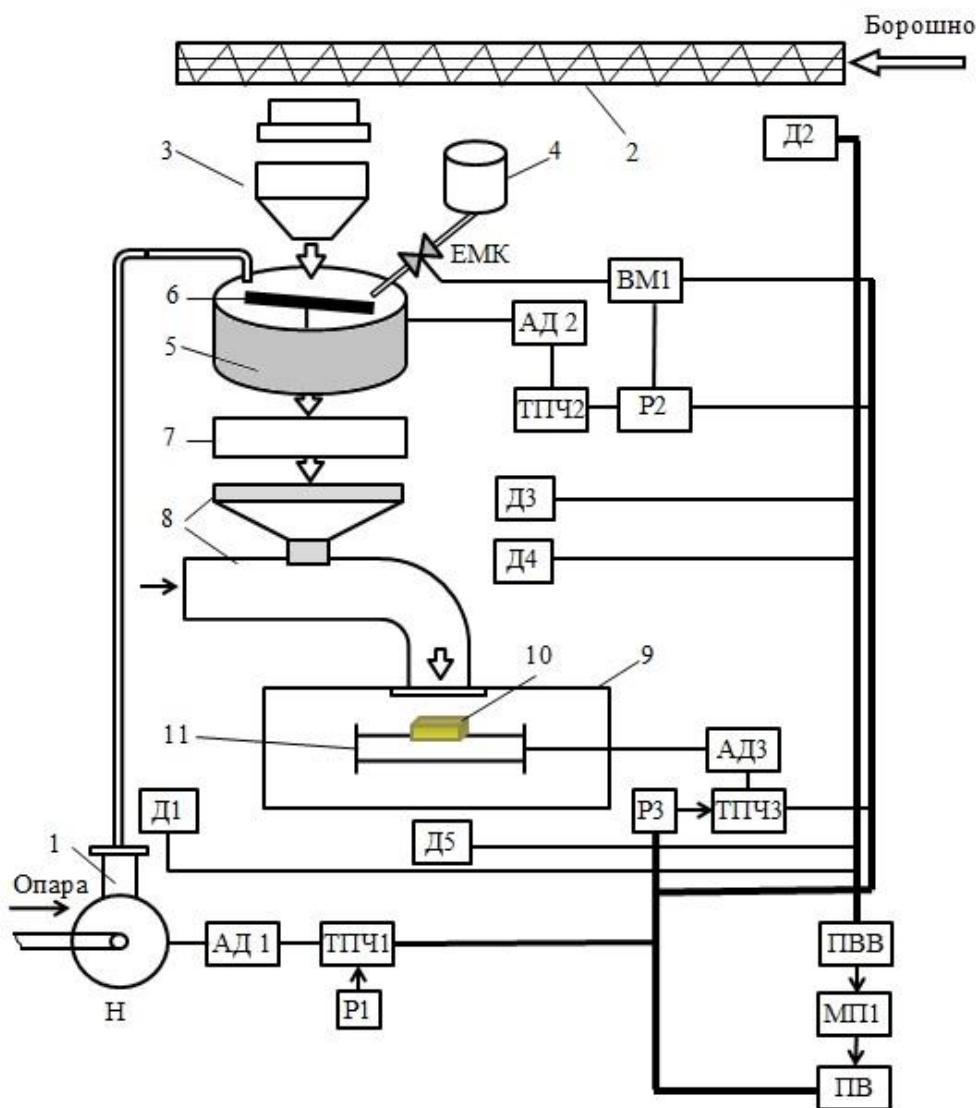 Борошно
2
Д2
3
4
ЕМК
ВМ1
6
АД 2
5
ТПЧ2
Р2
7
Д3
8
Д4
10
9
11
АД3
Д1
Р3
ТПЧ3
Д5
1
Опара
АД 1
ТПЧ1
ПВВ
Н
Р1
МП1
ПВ